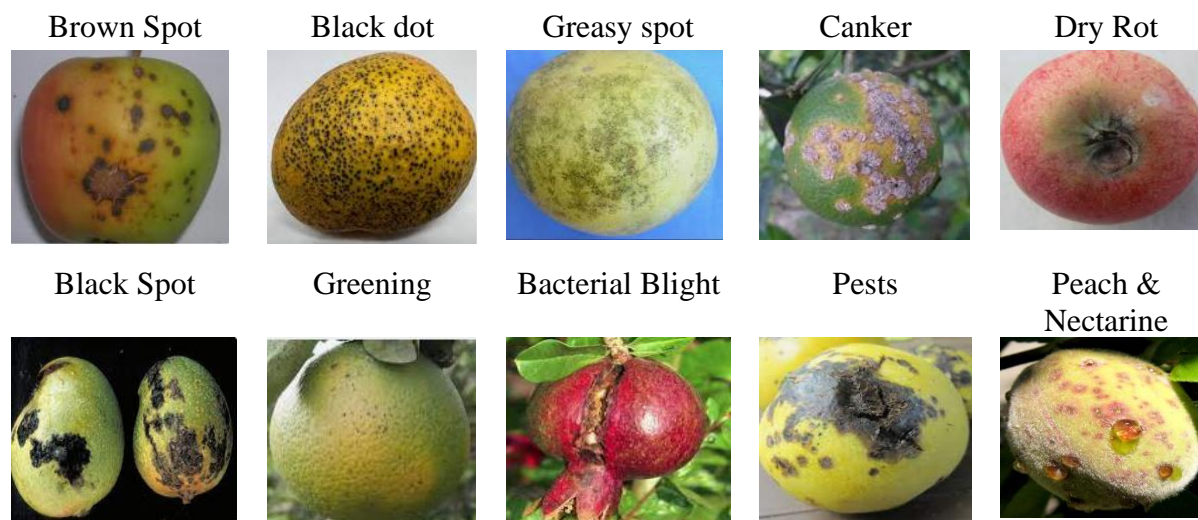 Brown Spot
Black dot
Greasy spot
Canker
Dry Rot
Black Spot
Greening
Bacterial Blight
Pests
Peach &
Nectarine